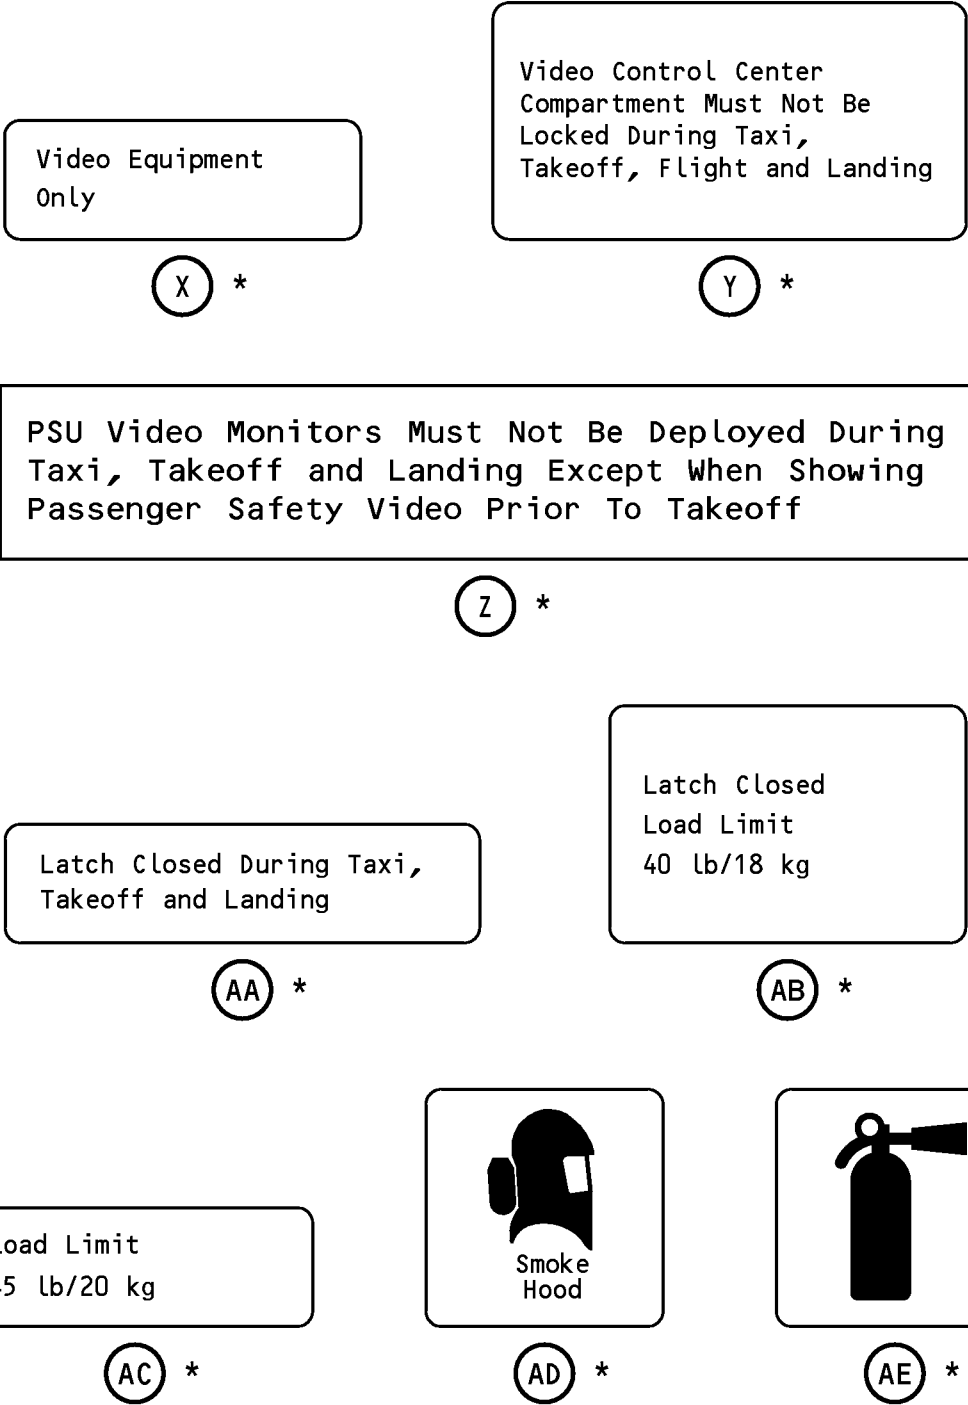 Video Control Center
Compartment Must Not Be
Locked During Taxi,
Takeoff, Flight and Landing
Video Equipment
Only
X *
Y *
PSU Video Monitors Must Not Be Deployed During
Taxi, Takeoff and Landing Except When Showing
Passenger Safety Video Prior To Takeoff
Z *
Latch Closed
Load Limit
40 lb/18 kg
Latch Closed During Taxi,
Takeoff and Landing
AA *
AB *
Load Limit
lb/20 kg
Smoke
Hood
AC *
AD *
AE *